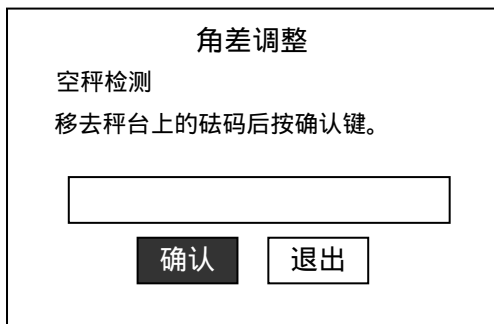 角差调整
空秤检测
移去秤台上的砝码后按确认键。
确认
退出